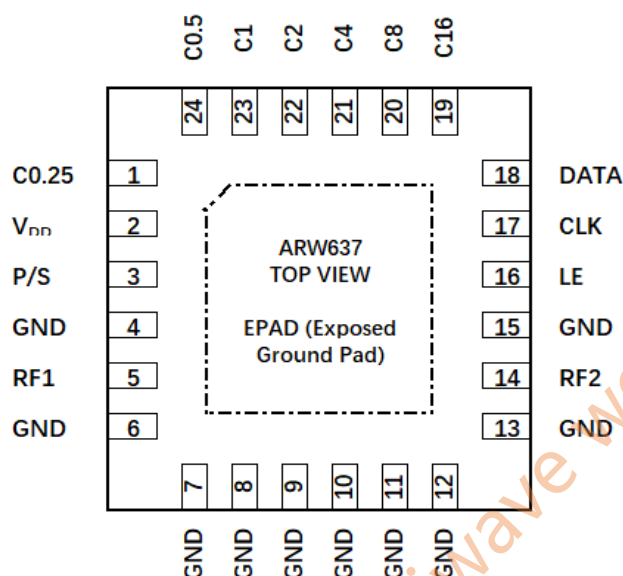 C0.5 C1 C2 C4 C8 C16
24 23 22 21 20 19
C0.25 1 18 DATA
VDD 2 17 CLK
P/S 3 16 LE
GND 4 15 GND
RF1 5 14 RF2
GND 6 13 GND
ARW637
TOP VIEW
EPAD (Exposed
Ground Pad)
7 8 9 10 11 12
GND GND GND GND GND GND